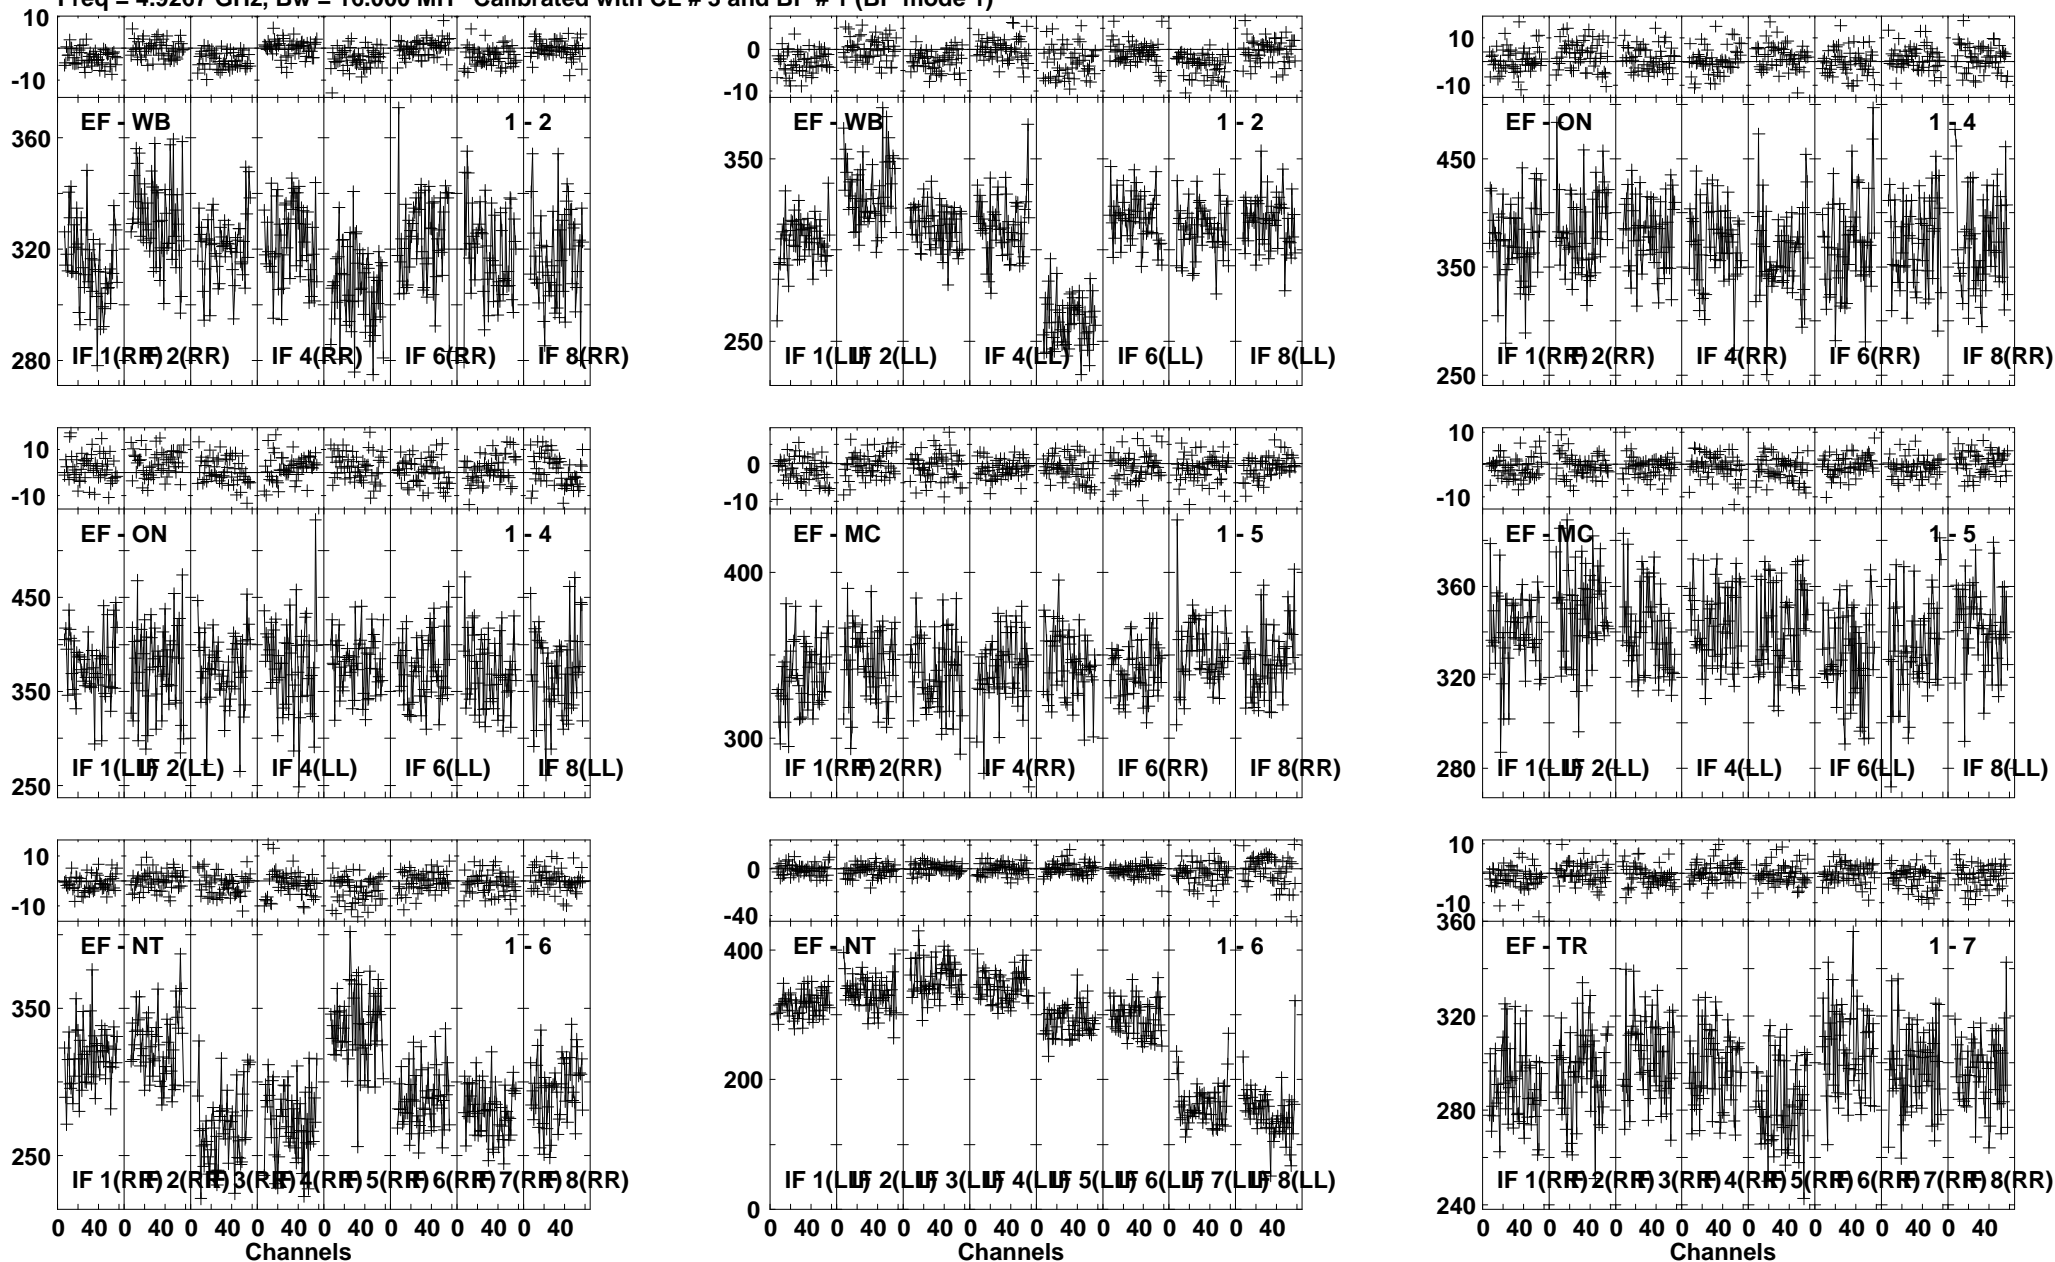 Freq = 4.9267 GHz, Bw = 16.000 MH Calibrated with CL # 3 and BP # 1 (BP mode 1)
10
-10
0
-10
10
-10
EF - WB 1 - 2
EF - WB 1 - 2
EF - ON 1 - 4
360
320
280
350
250
450
350
250
IF 1(RR) IF 2(RR) IF 4(RR) IF 6(RR) IF 8(RR)
IF 1(LL) IF 2(LL) IF 4(LL) IF 6(LL) IF 8(LL)
IF 1(RR) IF 2(RR) IF 4(RR) IF 6(RR) IF 8(RR)
10
-10
0
-10
10
-10
EF - ON 1 - 4
EF - MC 1 - 5
EF - MC 1 - 5
450
350
250
400
300
360
320
280
IF 1(LL) IF 2(LL) IF 4(LL) IF 6(LL) IF 8(LL)
IF 1(RR) IF 2(RR) IF 4(RR) IF 6(RR) IF 8(RR)
IF 1(LL) IF 2(LL) IF 4(LL) IF 6(LL) IF 8(LL)
10
-10
0
-40
10
-10
EF - NT 1 - 6
EF - NT 1 - 6
EF - TR 1 - 7
350
250
400
200
0
360
320
280
240
IF 1(RR) IF 2(RR) IF 3(RR) IF 4(RR) IF 5(RR) IF 6(RR) IF 7(RR) IF 8(RR)
IF 1(LL) IF 2(LL) IF 3(LL) IF 4(LL) IF 5(LL) IF 6(LL) IF 7(LL) IF 8(LL)
IF 1(RR) IF 2(RR) IF 3(RR) IF 4(RR) IF 5(RR) IF 6(RR) IF 7(RR) IF 8(RR)
0 40 0 40 0 40 0 40 0 40 0 40 0 40 0 40
0 40 0 40 0 40 0 40 0 40 0 40 0 40 0 40
0 40 0 40 0 40 0 40 0 40 0 40 0 40 0 40
Channels
Channels
Channels